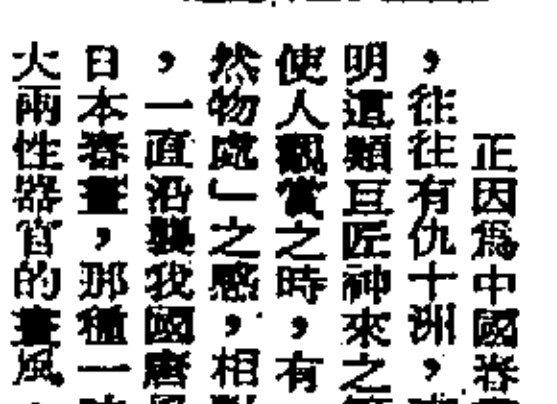 正因為中國春
，往往有仇十洲，
明這類巨匠神來之
使人觀賞之時，有
然物處」之感，相
，一直沿襲我國唐
日本春畫，那種一
火兩性器官的畫風，